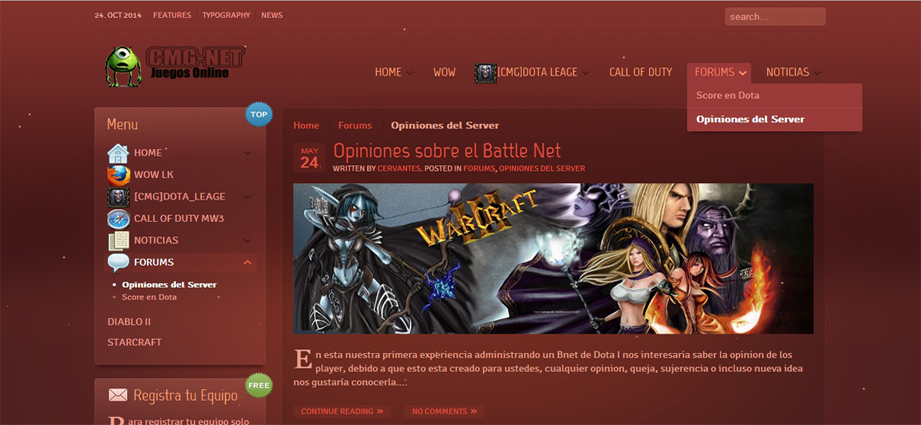 24. OCT 2014 FEATURES TYPOGRAPHY NEWS search...
CMG-NET
Juegos Online
HOME WOW [CMG]DOTA LEAGE CALL OF DUTY FORUMS NOTICIAS
Score en Dota
Opiniones del Server
TOP
Menu
HOME
WOW LK
[CMG]DOTA_LEAGE
CALL OF DUTY MW3
NOTICIAS
FORUMS
Opiniones del Server
Score en Dota
DIABLO II
STARCRAFT
FREE
Registra tu Equipo
Para registrar tu equipo solo
Home Forums Opiniones del Server
MAY
24
Opiniones sobre el Battle Net
WRITTEN BY CERVANTES. POSTED IN FORUMS, OPINIONES DEL SERVER
WARCRAFT
III
En esta nuestra primera experiencia administrando un Bnet de Dota I nos interesaria saber la opinion de los
player, debido a que esto esta creado para ustedes, cualquier opinion, queja, sujerencia o incluso nueva idea
nos gustaría conocerla...
CONTINUE READING » NO COMMENTS »